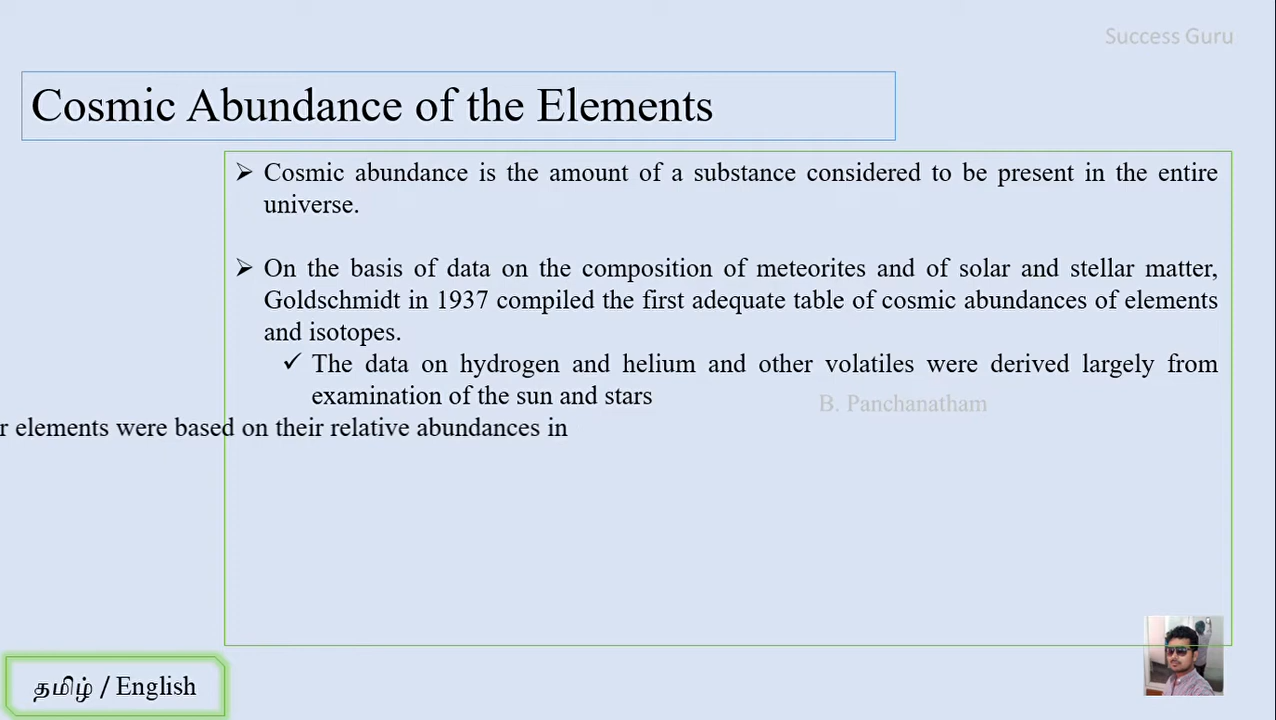 Success Guru
Cosmic Abundance of the Elements
➢ Cosmic abundance is the amount of a substance considered to be present in the entire
universe.
➢ On the basis of data on the composition of meteorites and of solar and stellar matter,
Goldschmidt in 1937 compiled the first adequate table of cosmic abundances of elements
and isotopes.
✓ The data on hydrogen and helium and other volatiles were derived largely from
examination of the sun and stars
B. Panchanatham
r elements were based on their relative abundances in
தமிழ் / English